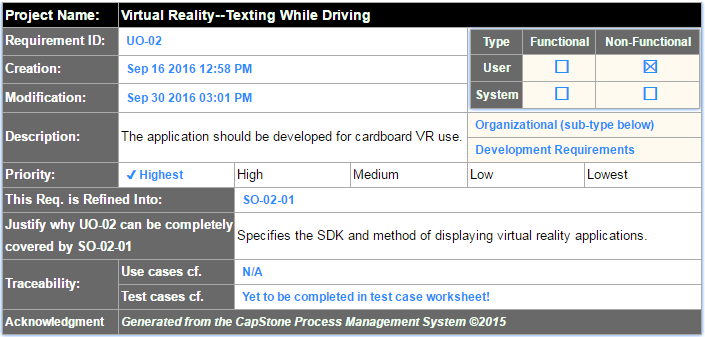 Project Name: Virtual Reality--Texting While Driving
Requirement ID: UO-02
Type Functional Non-Functional
Creation: Sep 16 2016 12:58 PM
User ☐ ☒
Modification: Sep 30 2016 03:01 PM
System ☐ ☐
Description: The application should be developed for cardboard VR use.
Organizational (sub-type below)
Development Requirements
Priority: ✓ Highest High Medium Low Lowest
This Req. is Refined Into: SO-02-01
Justify why UO-02 can be completely
covered by SO-02-01
Specifies the SDK and method of displaying virtual reality applications.
Traceability:
Use cases cf. N/A
Test cases cf. Yet to be completed in test case worksheet!
Acknowledgment Generated from the CapStone Process Management System ©2015